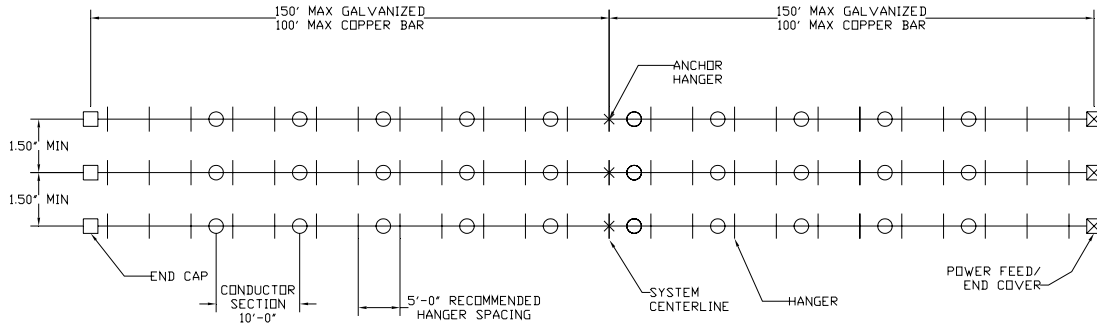 150' MAX GALVANIZED
100' MAX COPPER BAR
150' MAX GALVANIZED
100' MAX COPPER BAR
ANCHOR
HANGER
1.50" MIN
1.50" MIN
END CAP
CONDUCTOR
SECTION
10'-0"
5'-0" RECOMMENDED
HANGER SPACING
SYSTEM
CENTERLINE
HANGER
POWER FEED/
END COVER